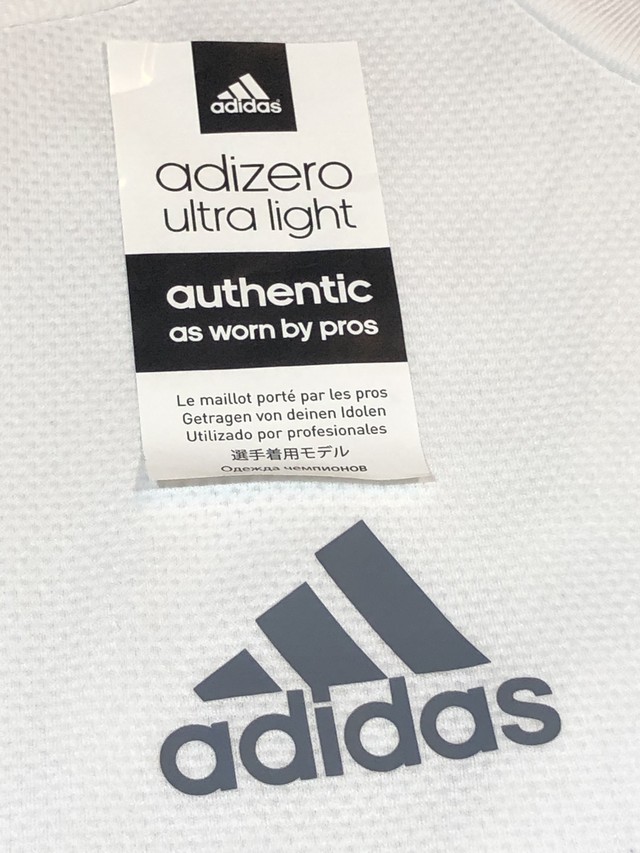 adidas
adizero
ultra light
authentic
as worn by pros
Le maillot porté par les pros
Getragen von deinen Idolen
Utilizado por profesionales
選手着用モデル
Одежда чемпионов
adidas